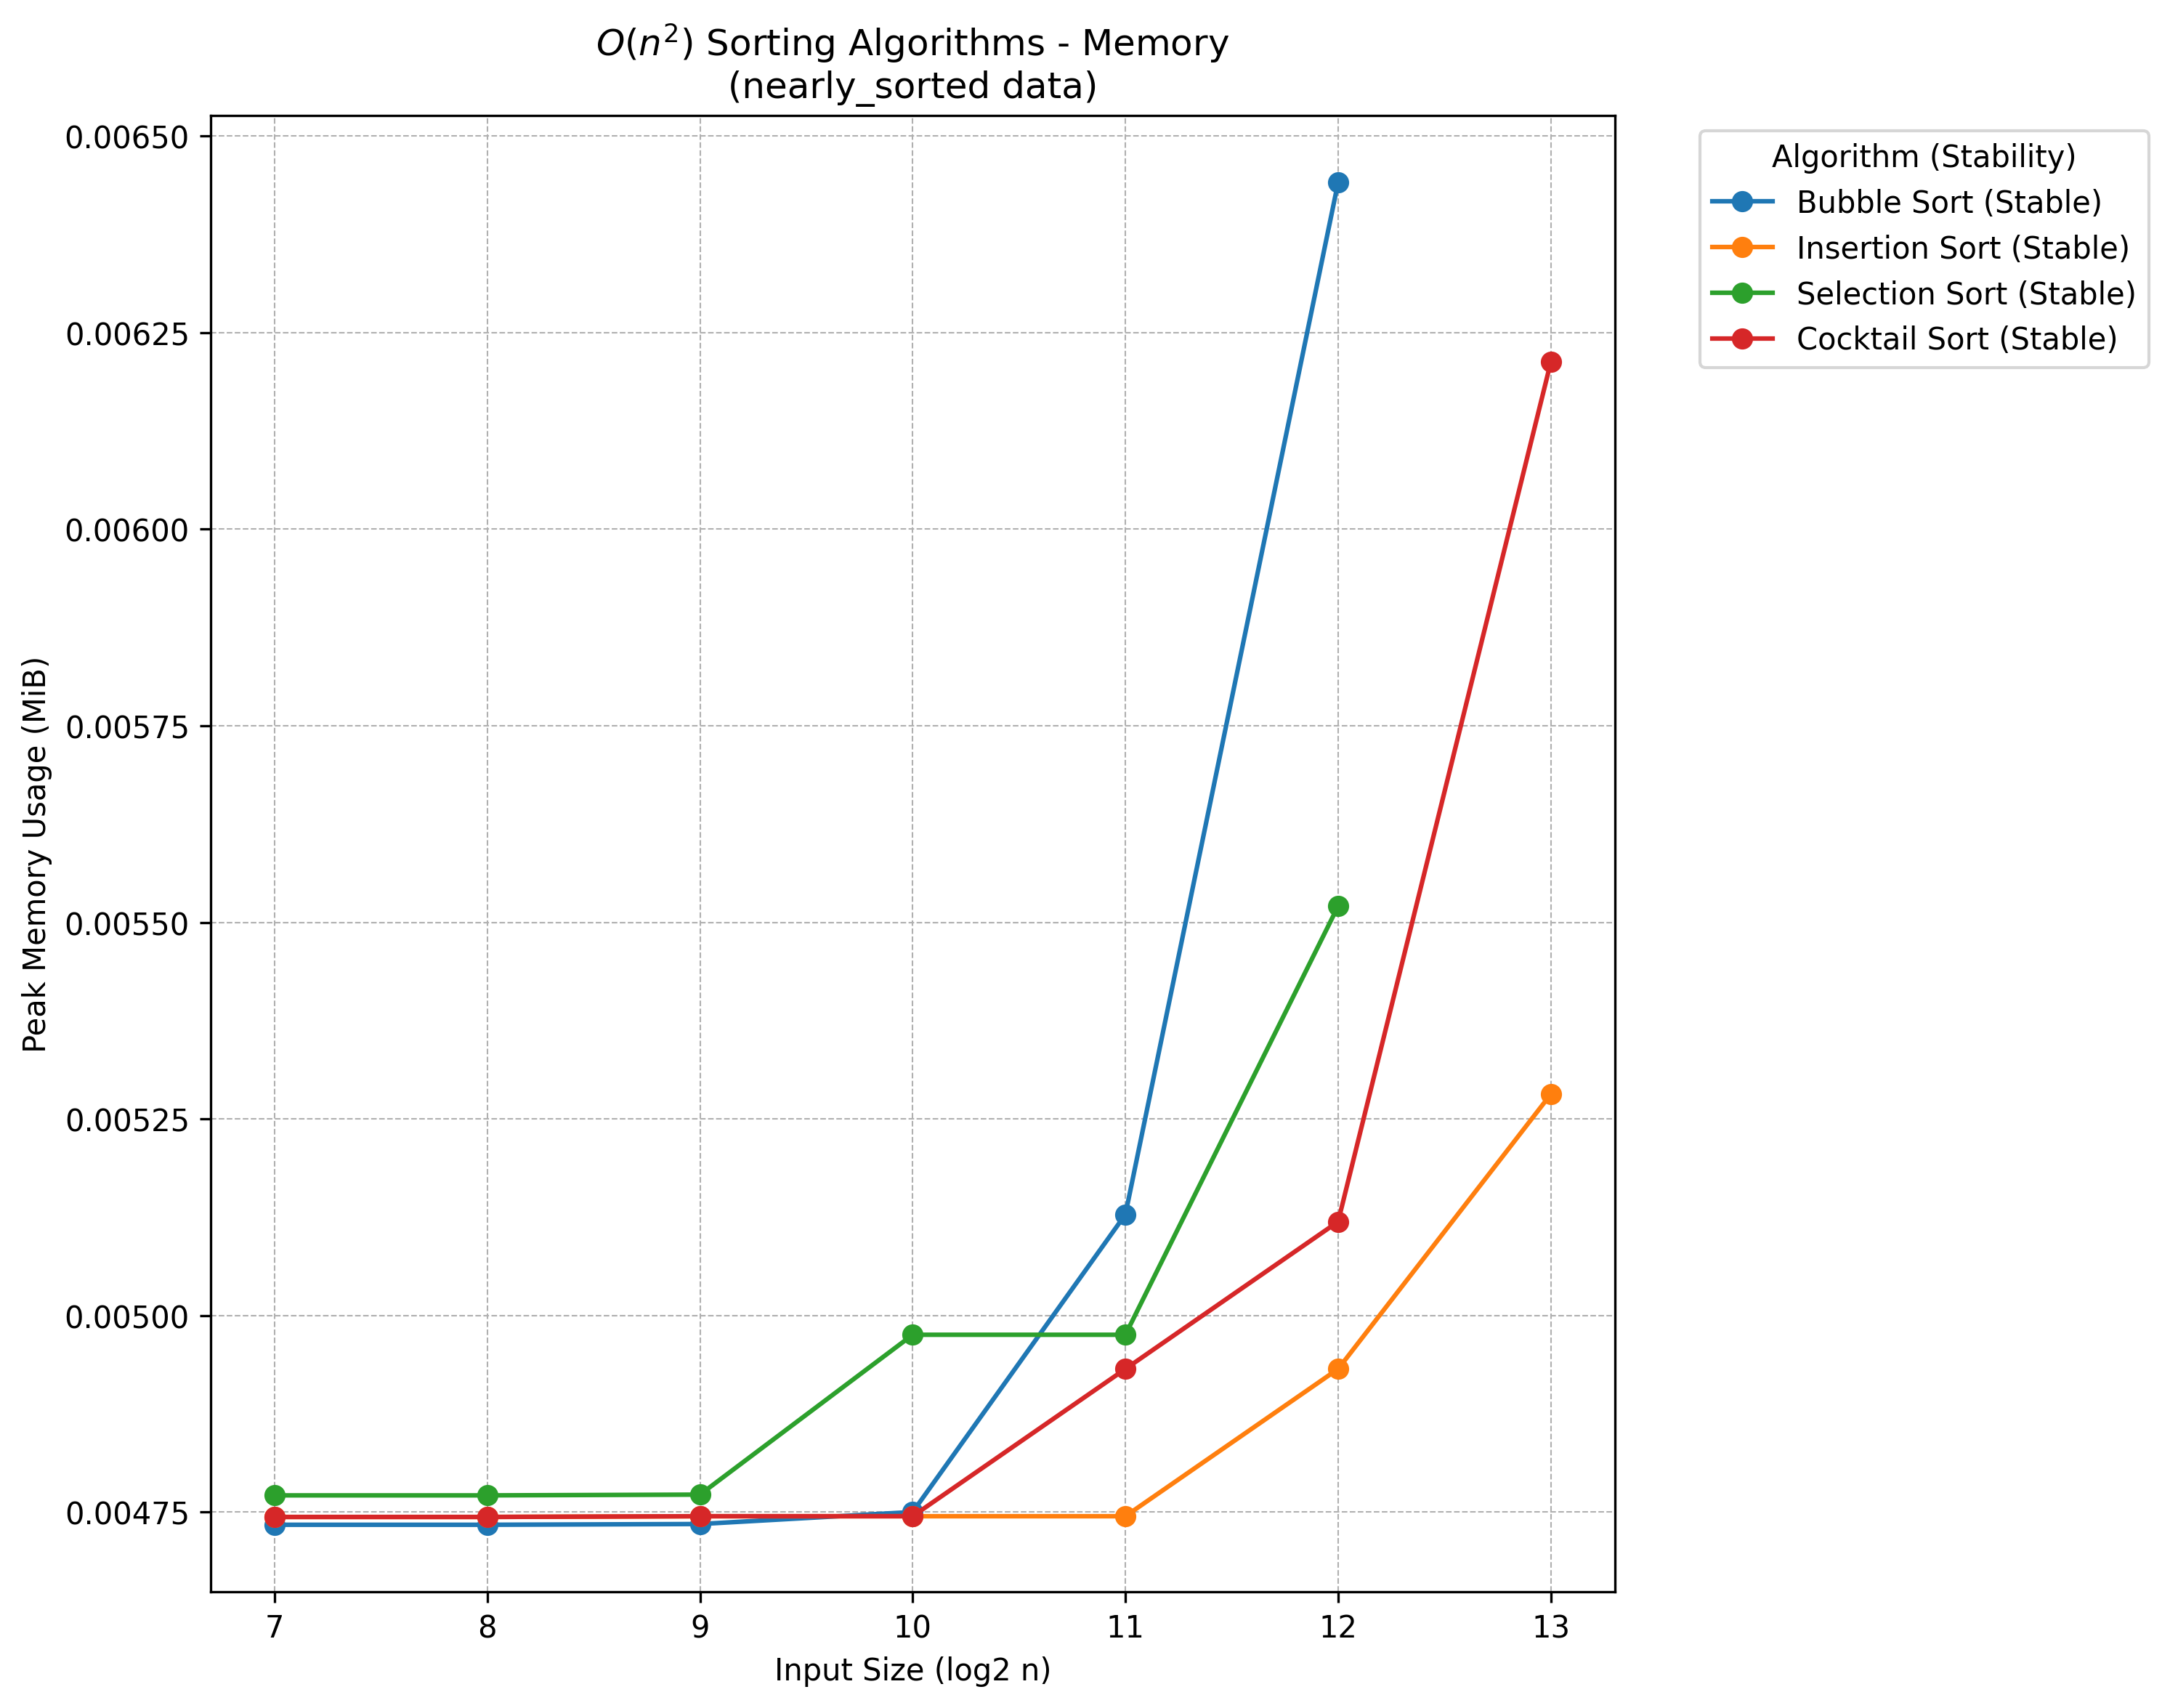 O(n²) Sorting Algorithms - Memory
(nearly_sorted data)
Peak Memory Usage (MiB)
0.00650
0.00625
0.00600
0.00575
0.00550
0.00525
0.00500
0.00475
7 8 9 10 11 12 13
Input Size (log2 n)
Algorithm (Stability)
Bubble Sort (Stable)
Insertion Sort (Stable)
Selection Sort (Stable)
Cocktail Sort (Stable)